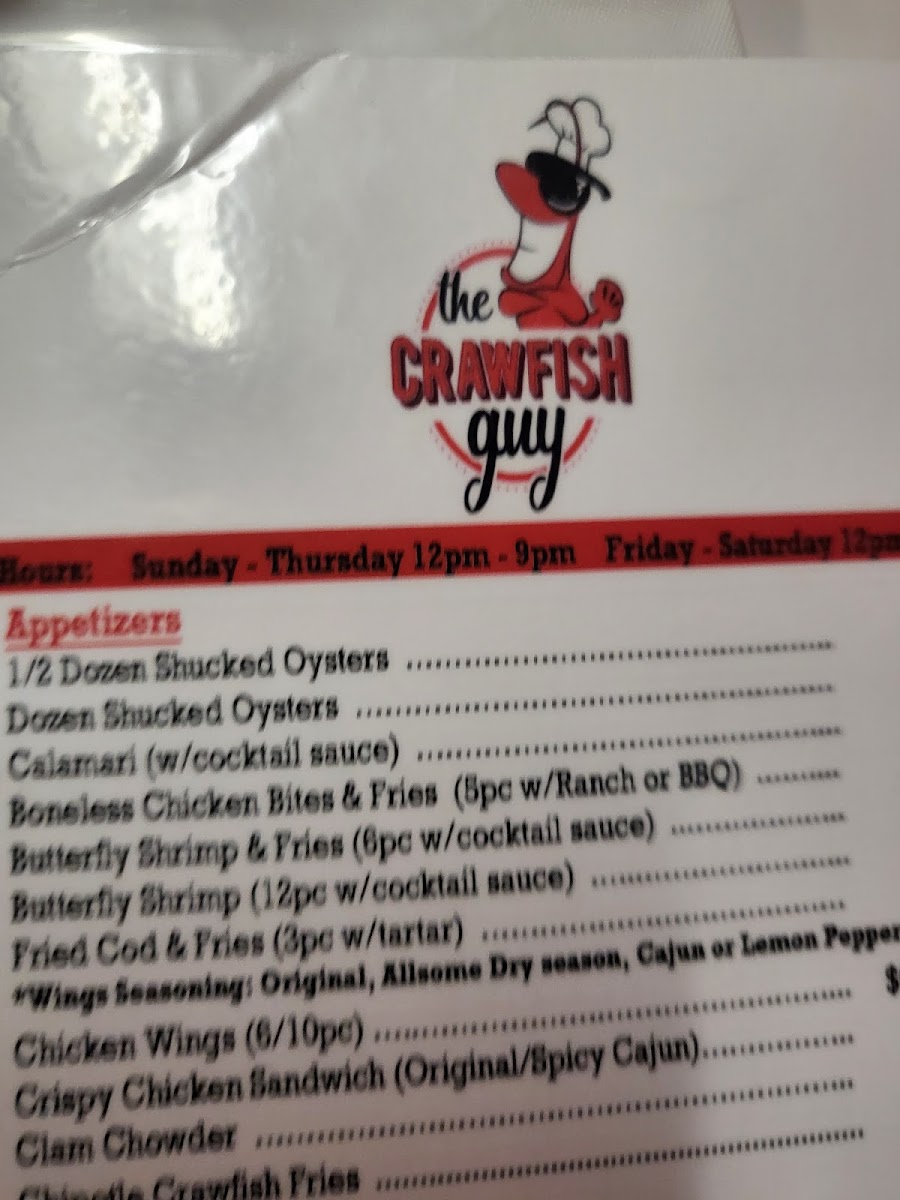 the
CRAWFISH
guy
Hours: Sunday - Thursday 12pm - 9pm Friday - Saturday 12pm
Appetizers
1/2 Dozen Shucked Oysters
Dozen Shucked Oysters
Calamari (w/cocktail sauce)
Boneless Chicken Bites & Fries (5pc w/Ranch or BBQ)
Butterfly Shrimp & Fries (6pc w/cocktail sauce)
Butterfly Shrimp (12pc w/cocktail sauce)
Fried Cod & Fries (3pc w/tartar)
*Wings Seasoning: Original, Allsome Dry season, Cajun or Lemon Pepper
Chicken Wings (6/10pc) $
Crispy Chicken Sandwich (Original/Spicy Cajun)
Clam Chowder
Chipotle Crawfish Fries